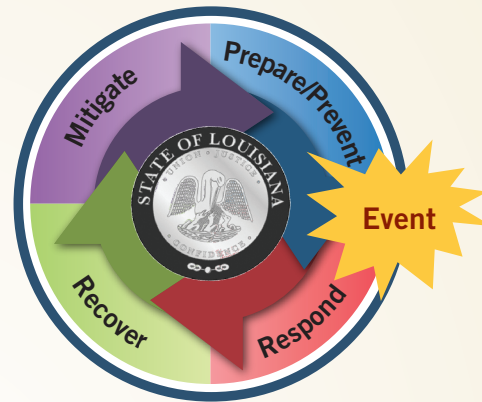 Mitigate
Prepare/Prevent
STATE OF LOUISIANA
UNION · JUSTICE
CONFIDENCE
Event
Recover
Respond